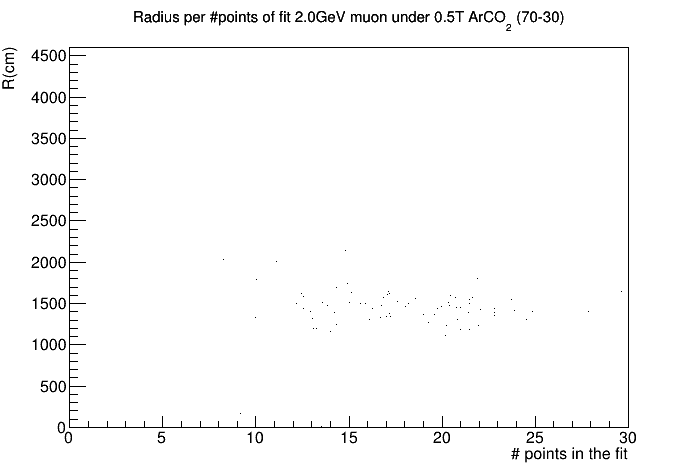 Radius per #points of fit 2.0GeV muon under 0.5T ArCO2 (70-30)
R(cm)
4500
4000
3500
3000
2500
2000
1500
1000
500
0
0 5 10 15 20 25 30
# points in the fit